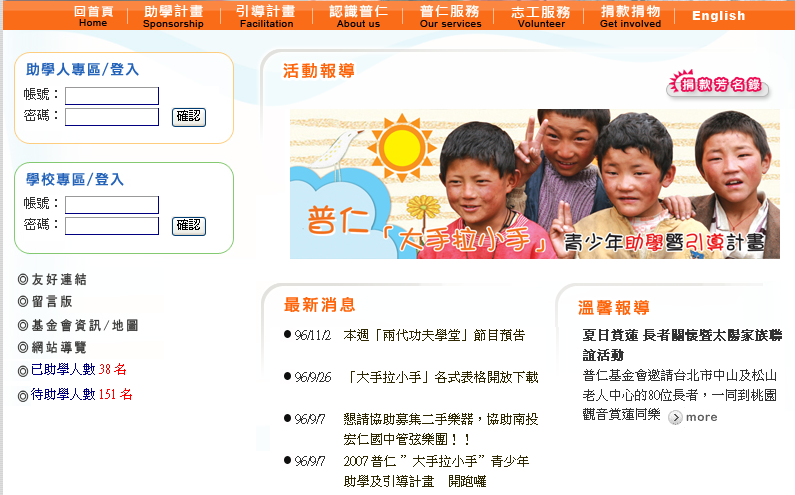 回首頁 助學計畫 引導計畫 認識普仁 普仁服務 志工服務 捐款捐物 English
Home Sponsorship Facilitation About us Our services Volunteer Get involved
助學人專區/登入
帳號：
密碼： 確認
學校專區/登入
帳號：
密碼： 確認
友好連結
留言版
基金會資訊/地圖
網站導覽
已助學人數 38 名
待助學人數 151 名
活動報導
捐款芳名錄
普仁「大手拉小手」青少年助學暨引導計畫
最新消息
96/11/2 本週「兩代功夫學堂」節目預告
96/9/26 「大手拉小手」各式表格開放下載
96/9/7 懇請協助募集二手樂器，協助南投
宏仁國中管弦樂團！！
96/9/7 2007 普仁 ”大手拉小手”青少年
助學及引導計畫　開跑囉
溫馨報導
夏日賞蓮 長者關懷暨太陽家族聯
誼活動
普仁基金會邀請台北市中山及松山
老人中心的80位長者，一同到桃園
觀音賞蓮同樂 more